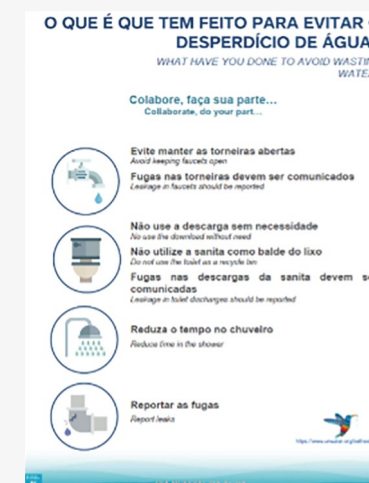 O QUE É QUE TEM FEITO PARA EVITAR
DESPERDÍCIO DE ÁGUA
WHAT HAVE YOU DONE TO AVOID WASTIN
WATE
Colabore, faça sua parte...
Collaborate, do your part...
Evite manter as torneiras abertas
Avoid keeping faucets open
Fugas nas torneiras devem ser comunicados
Leakage in faucets should be reported
Não use a descarga sem necessidade
No use the download without need
Não utilize a sanita como balde do lixo
Do not use the toilet as a recycle bin
Fugas nas descargas da sanita devem se
comunicadas
Leakage in toilet discharges should be reported
Reduza o tempo no chuveiro
Reduce time in the shower
Reportar as fugas
Report leaks